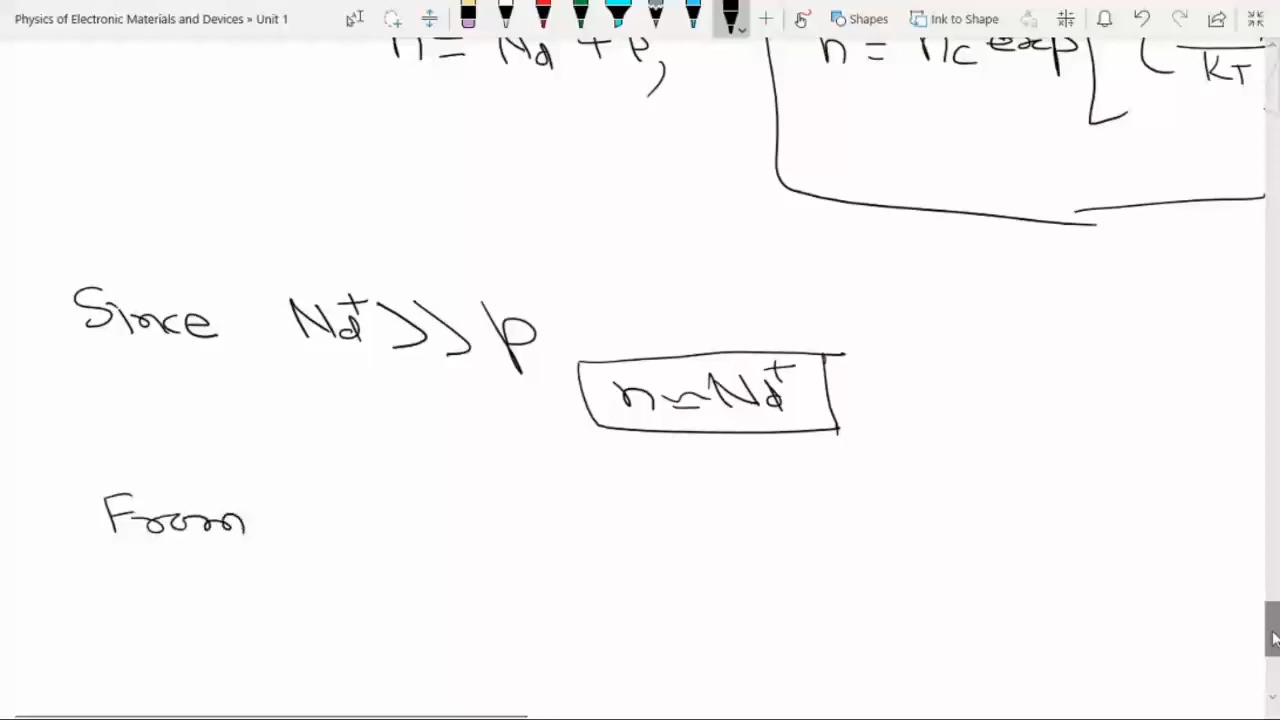 Physics of Electronic Materials and Devices » Unit 1
Shapes
Ink to Shape
n = Nd + p,
n = nc exp[(
KT
Since Nd+ >> p
n ≃ Nd+
From